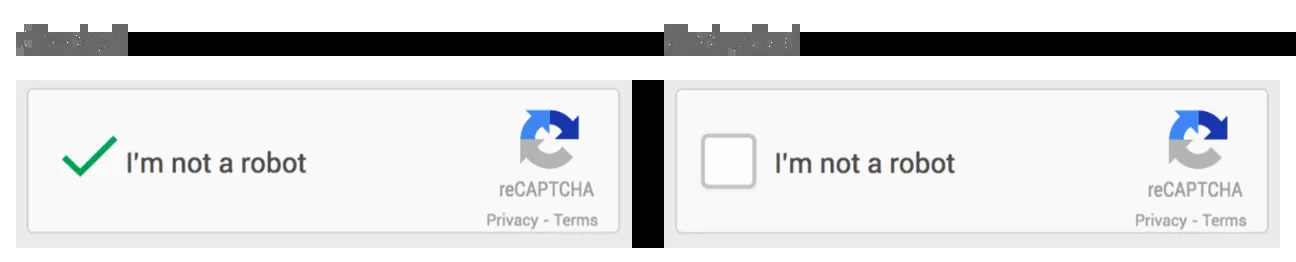 I'm not a robot
reCAPTCHA
Privacy - Terms
I'm not a robot
reCAPTCHA
Privacy - Terms